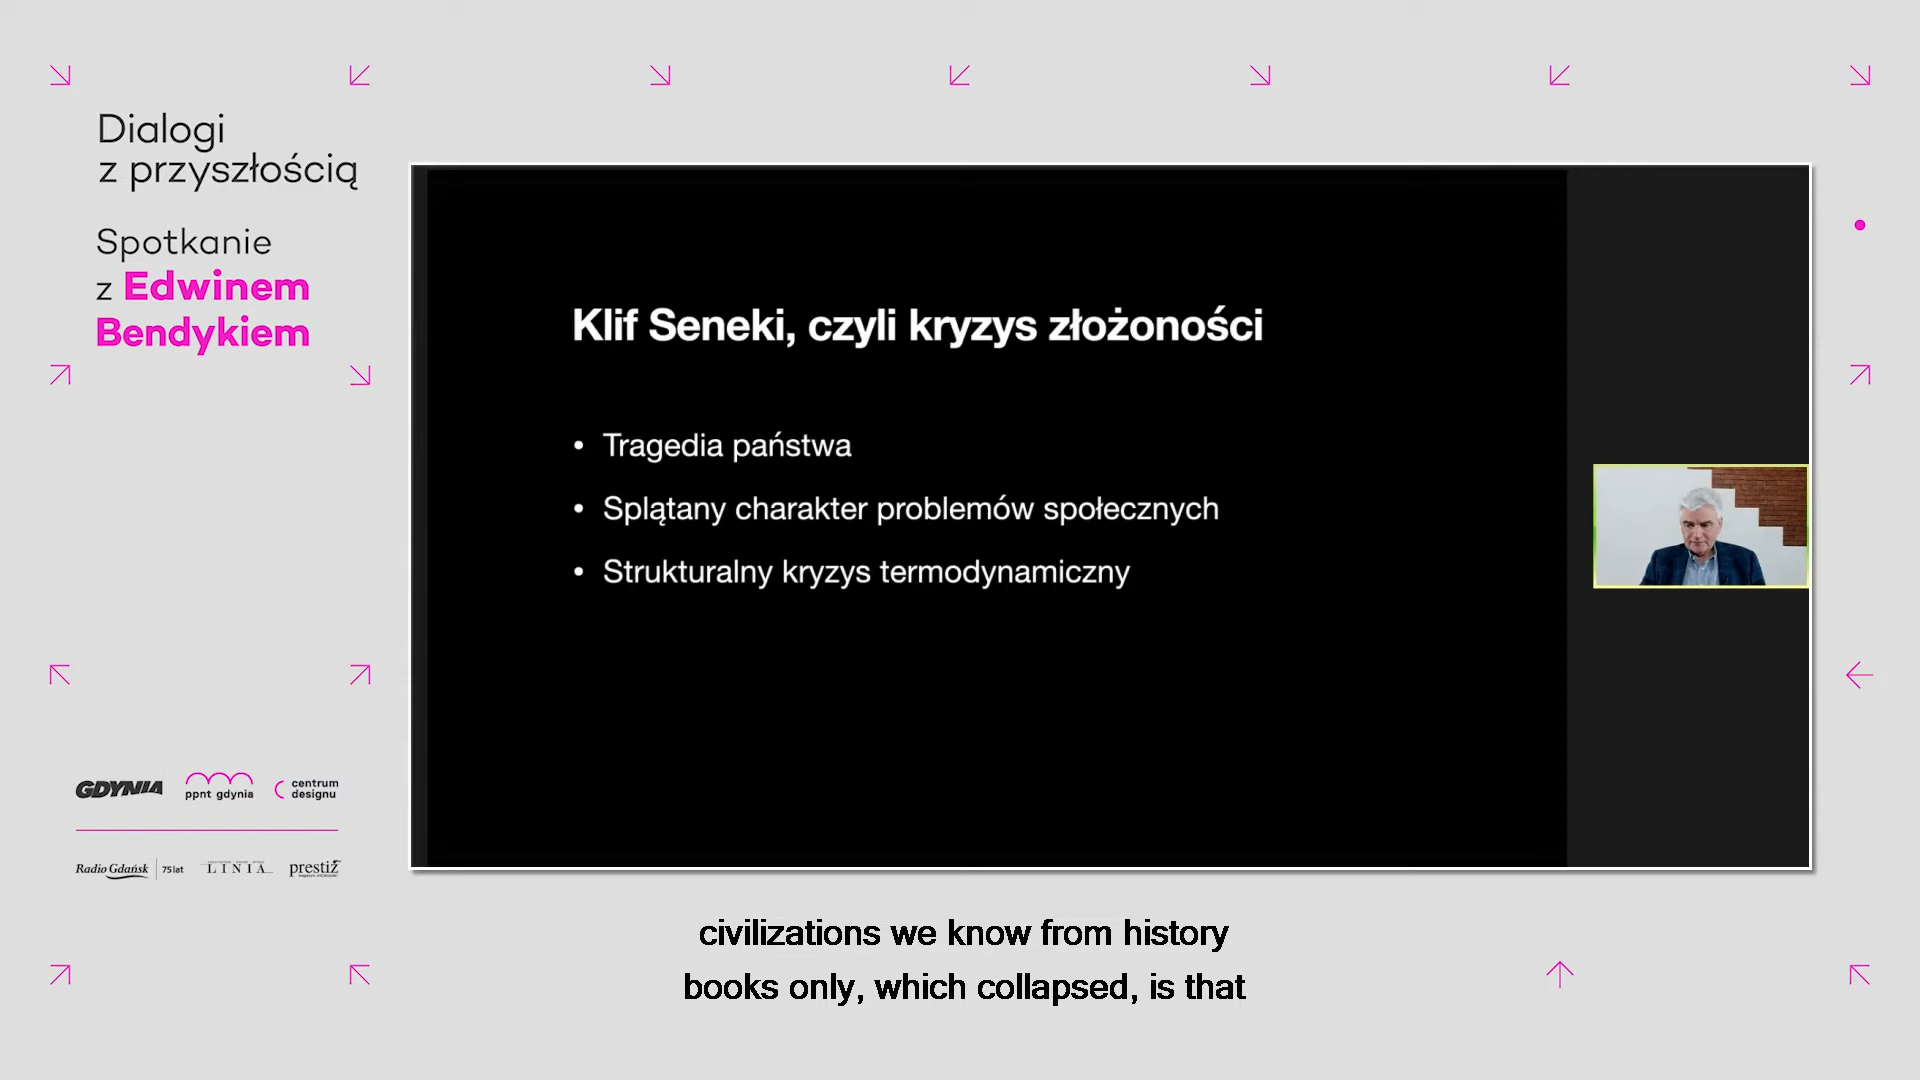 Dialogi
z przyszłością
Spotkanie
z Edwinem
Bendykiem
Klif Seneki, czyli kryzys złożoności
• Tragedia państwa
• Splątany charakter problemów społecznych
• Strukturalny kryzys termodynamiczny
GDYNIA
ppnt gdynia
centrum
designu
Radio Gdańsk 75 lat
LINIA
prestiż
civilizations we know from history
books only, which collapsed, is that